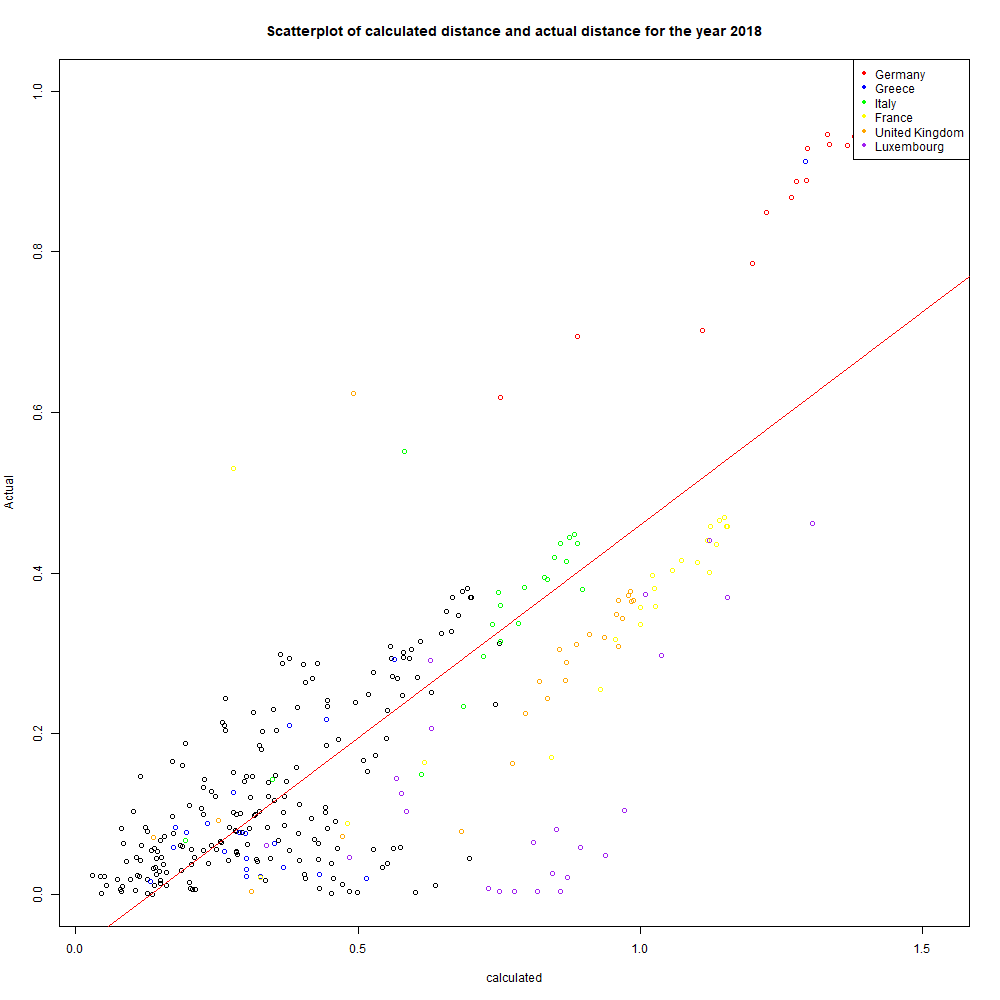 Scatterplot of calculated distance and actual distance for the year 2018
Germany
Greece
Italy
France
United Kingdom
Luxembourg
Actual
1.0
0.8
0.6
0.4
0.2
0.0
0.0 0.5 1.0 1.5
calculated